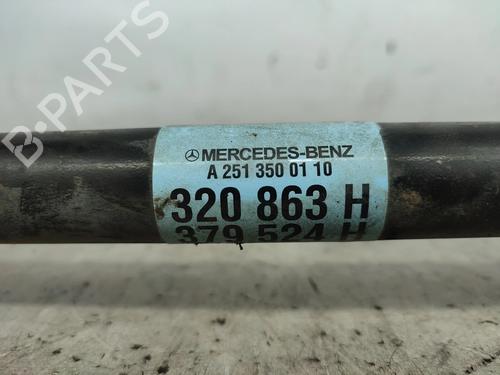 MERCEDES-BENZ
A 251 350 01 10
320 863 H
379 524 H
B-PARTS